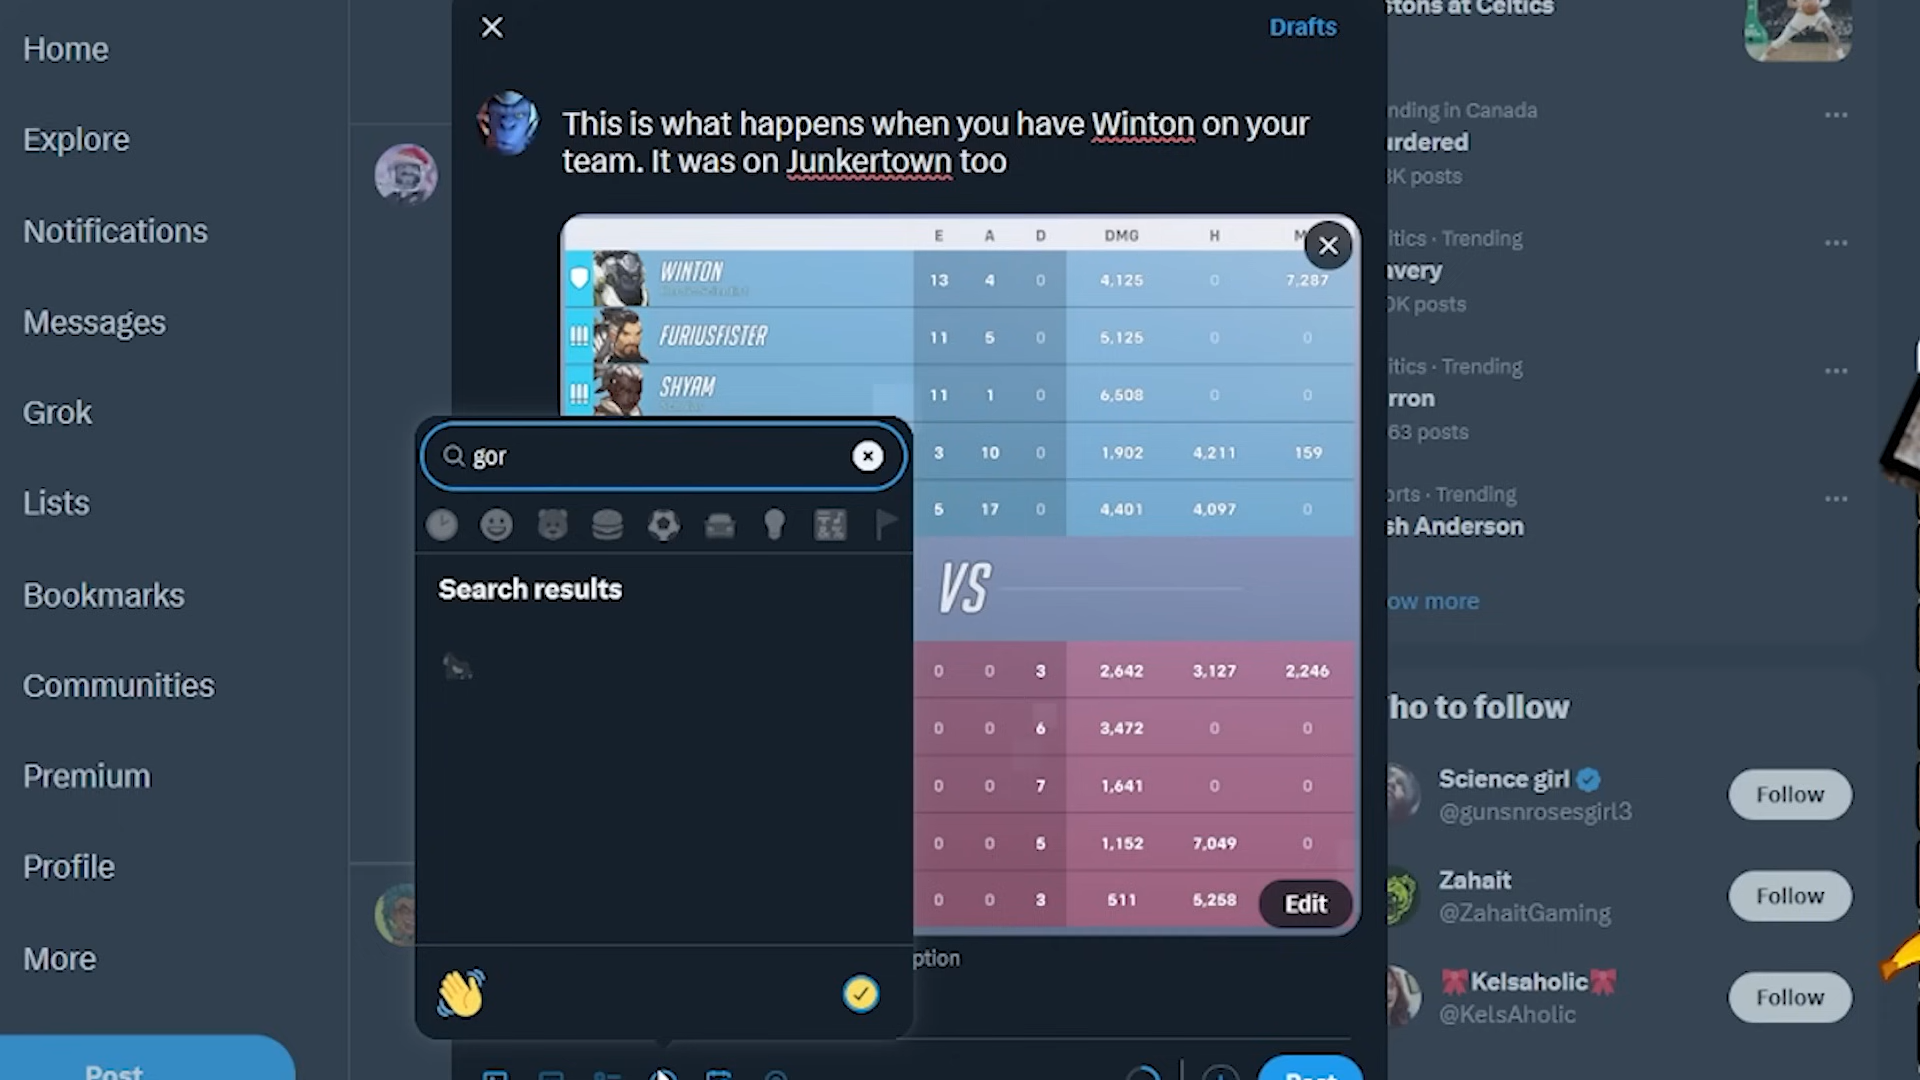 Home
Explore
Notifications
Messages
Grok
Lists
Bookmarks
Communities
Premium
Profile
More
Post
Drafts
This is what happens when you have Winton on your
team. It was on Junkertown too
E A D DMG H
WINTON 13 4 0 4,125 0 7,287
FURIUSFISTER 11 5 0 5,125 0 0
SHYAM 11 1 0 6,508 0 0
3 10 0 1,902 4,211 159
5 17 0 4,401 4,097 0
VS
0 0 3 2,642 3,127 2,246
0 0 6 3,472 0 0
0 0 7 1,641 0 0
0 0 5 1,152 7,049 0
0 0 3 511 5,258
Edit
ption
gor
Search results
stons at Celtics
nding in Canada
urdered
K posts
itics · Trending
avery
0K posts
itics · Trending
rron
63 posts
orts · Trending
sh Anderson
ow more
ho to follow
Science girl
@gunsnrosesgirl3
Follow
Zahait
@ZahaitGaming
Follow
Kelsaholic
@KelsAholic
Follow
Post